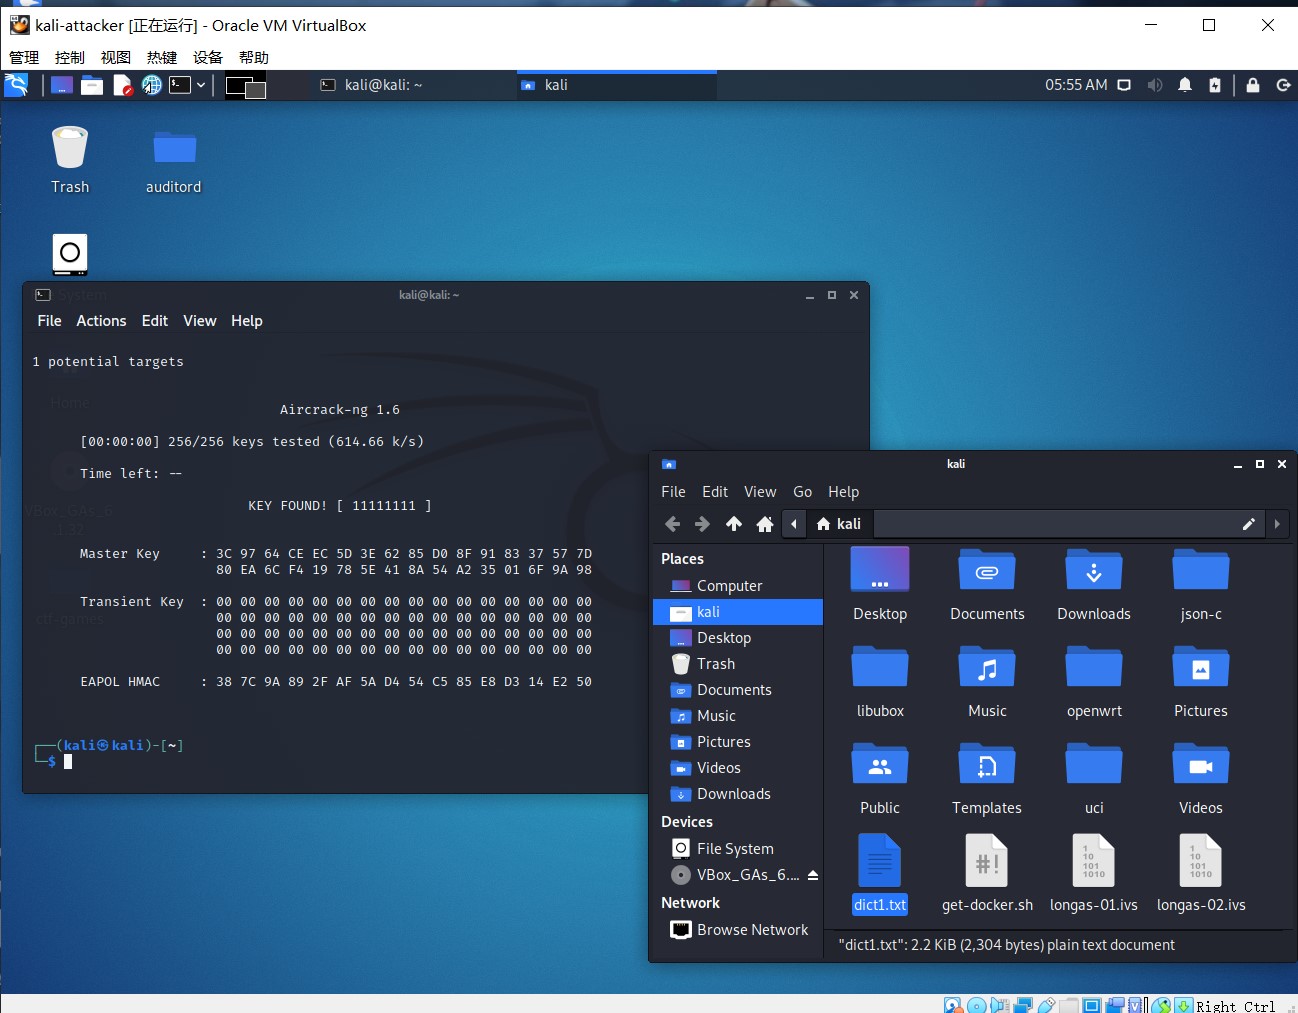 kali-attacker [正在运行] - Oracle VM VirtualBox
管理 控制 视图 热键 设备 帮助
kali@kali: ~
kali
05:55 AM
Trash
auditord
System
kali@kali: ~
File Actions Edit View Help
1 potential targets
Home
Aircrack-ng 1.6
[00:00:00] 256/256 keys tested (614.66 k/s)
Time left: --
KEY FOUND! [ 11111111 ]
Master Key : 3C 97 64 CE EC 5D 3E 62 85 D0 8F 91 83 37 57 7D
80 EA 6C F4 19 78 5E 41 8A 54 A2 35 01 6F 9A 98
Transient Key : 00 00 00 00 00 00 00 00 00 00 00 00 00 00 00 00
00 00 00 00 00 00 00 00 00 00 00 00 00 00 00 00
00 00 00 00 00 00 00 00 00 00 00 00 00 00 00 00
00 00 00 00 00 00 00 00 00 00 00 00 00 00 00 00
EAPOL HMAC : 38 7C 9A 89 2F AF 5A D4 54 C5 85 E8 D3 14 E2 50
VBox_GAs_6.
1.32
ctf-games
┌──(kali㉿kali)-[~]
└─$
kali
File Edit View Go Help
kali
Places
Computer
kali
Desktop
Trash
Documents
Music
Pictures
Videos
Downloads
Devices
File System
VBox_GAs_6....
Network
Browse Network
Desktop Documents Downloads json-c
libubox Music openwrt Pictures
Public Templates uci Videos
dict1.txt get-docker.sh longas-01.ivs longas-02.ivs
"dict1.txt": 2.2 KiB (2,304 bytes) plain text document
Right Ctrl